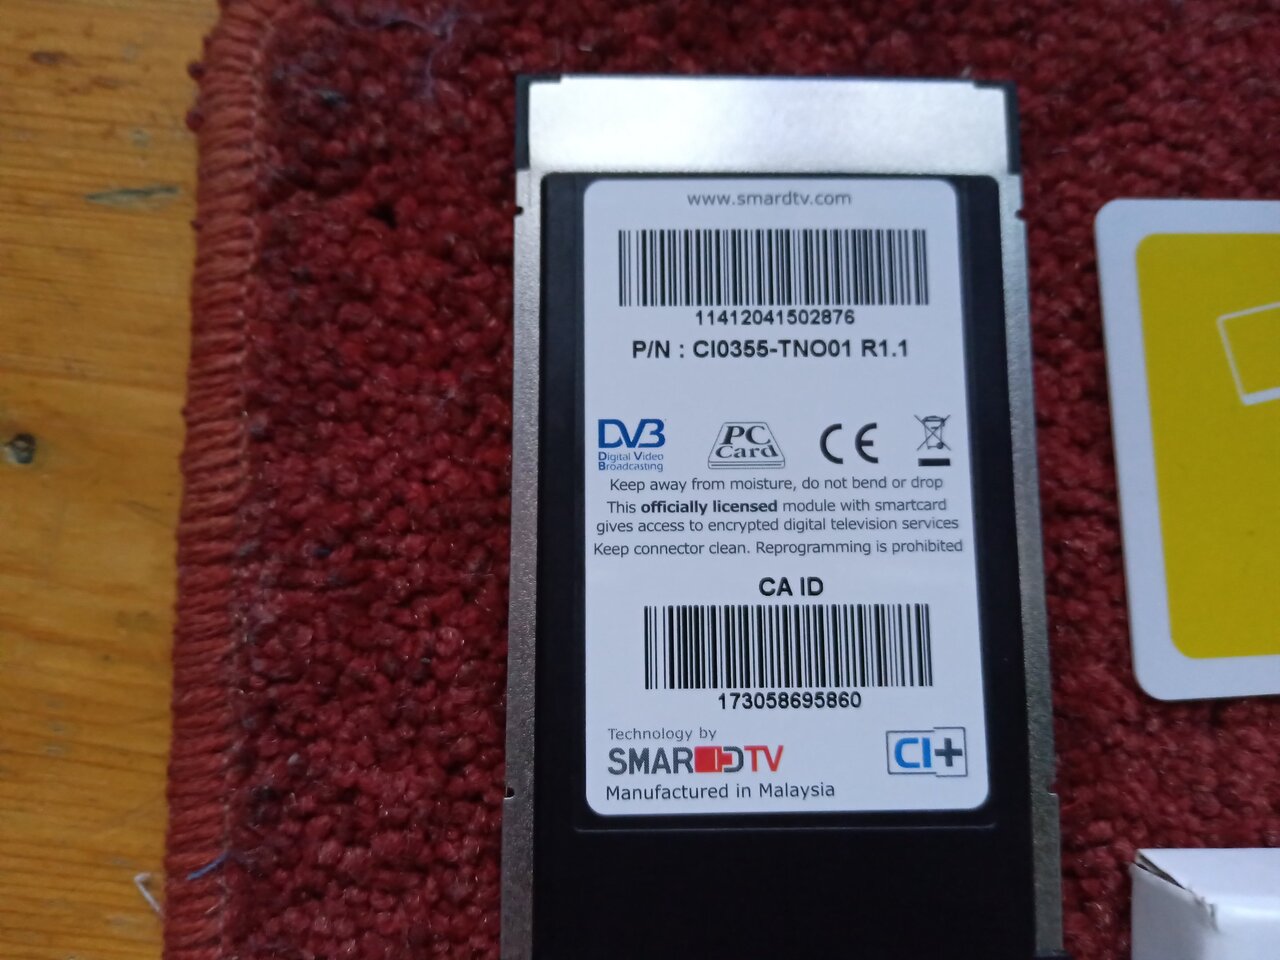 www.smardtv.com
11412041502876
P/N : CI0355-TNO01 R1.1
DVB
Digital Video
Broadcasting
PC
Card
CE
Keep away from moisture, do not bend or drop
This officially licensed module with smartcard
gives access to encrypted digital television services
Keep connector clean. Reprogramming is prohibited
CA ID
173058695860
Technology by
SMARDTV
CI+
Manufactured in Malaysia